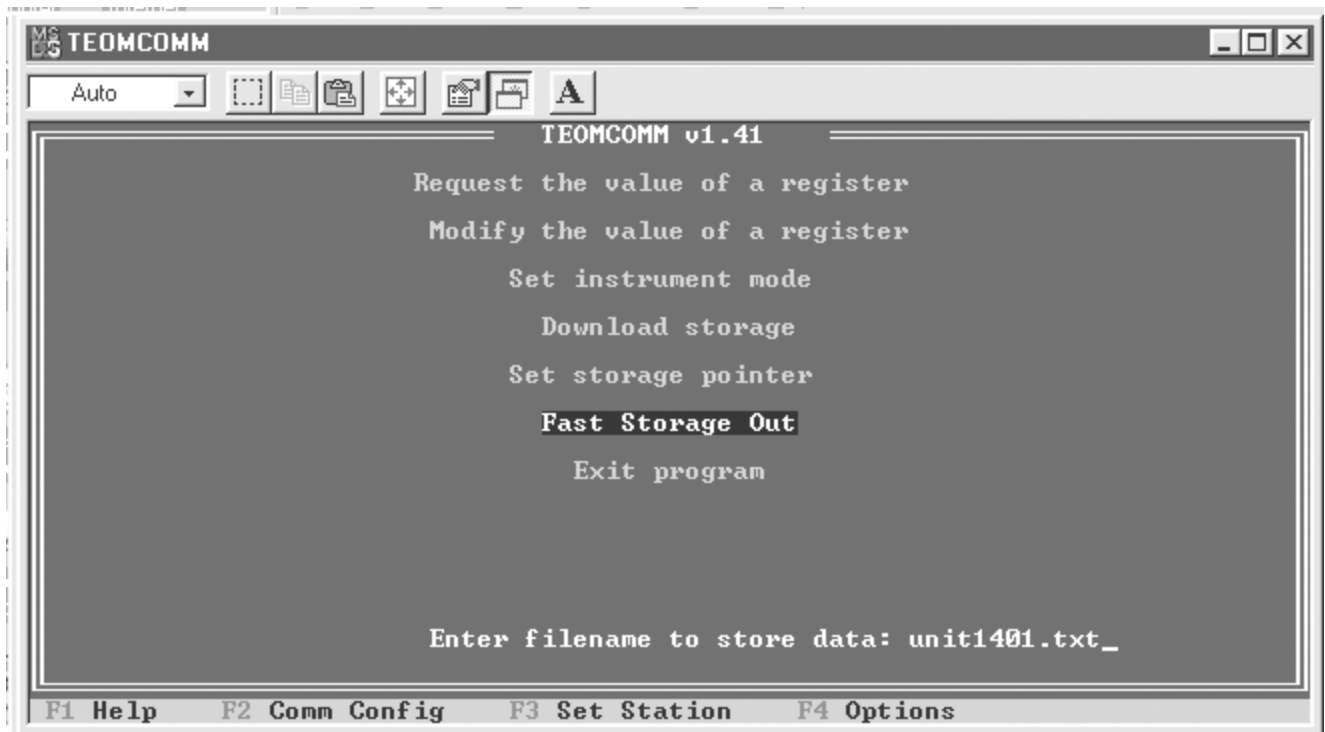 TEOMCOMM
Auto
A
TEOMCOMM v1.41
Request the value of a register
Modify the value of a register
Set instrument mode
Download storage
Set storage pointer
Fast Storage Out
Exit program
Enter filename to store data: unit1401.txt_
F1 Help F2 Comm Config F3 Set Station F4 Options